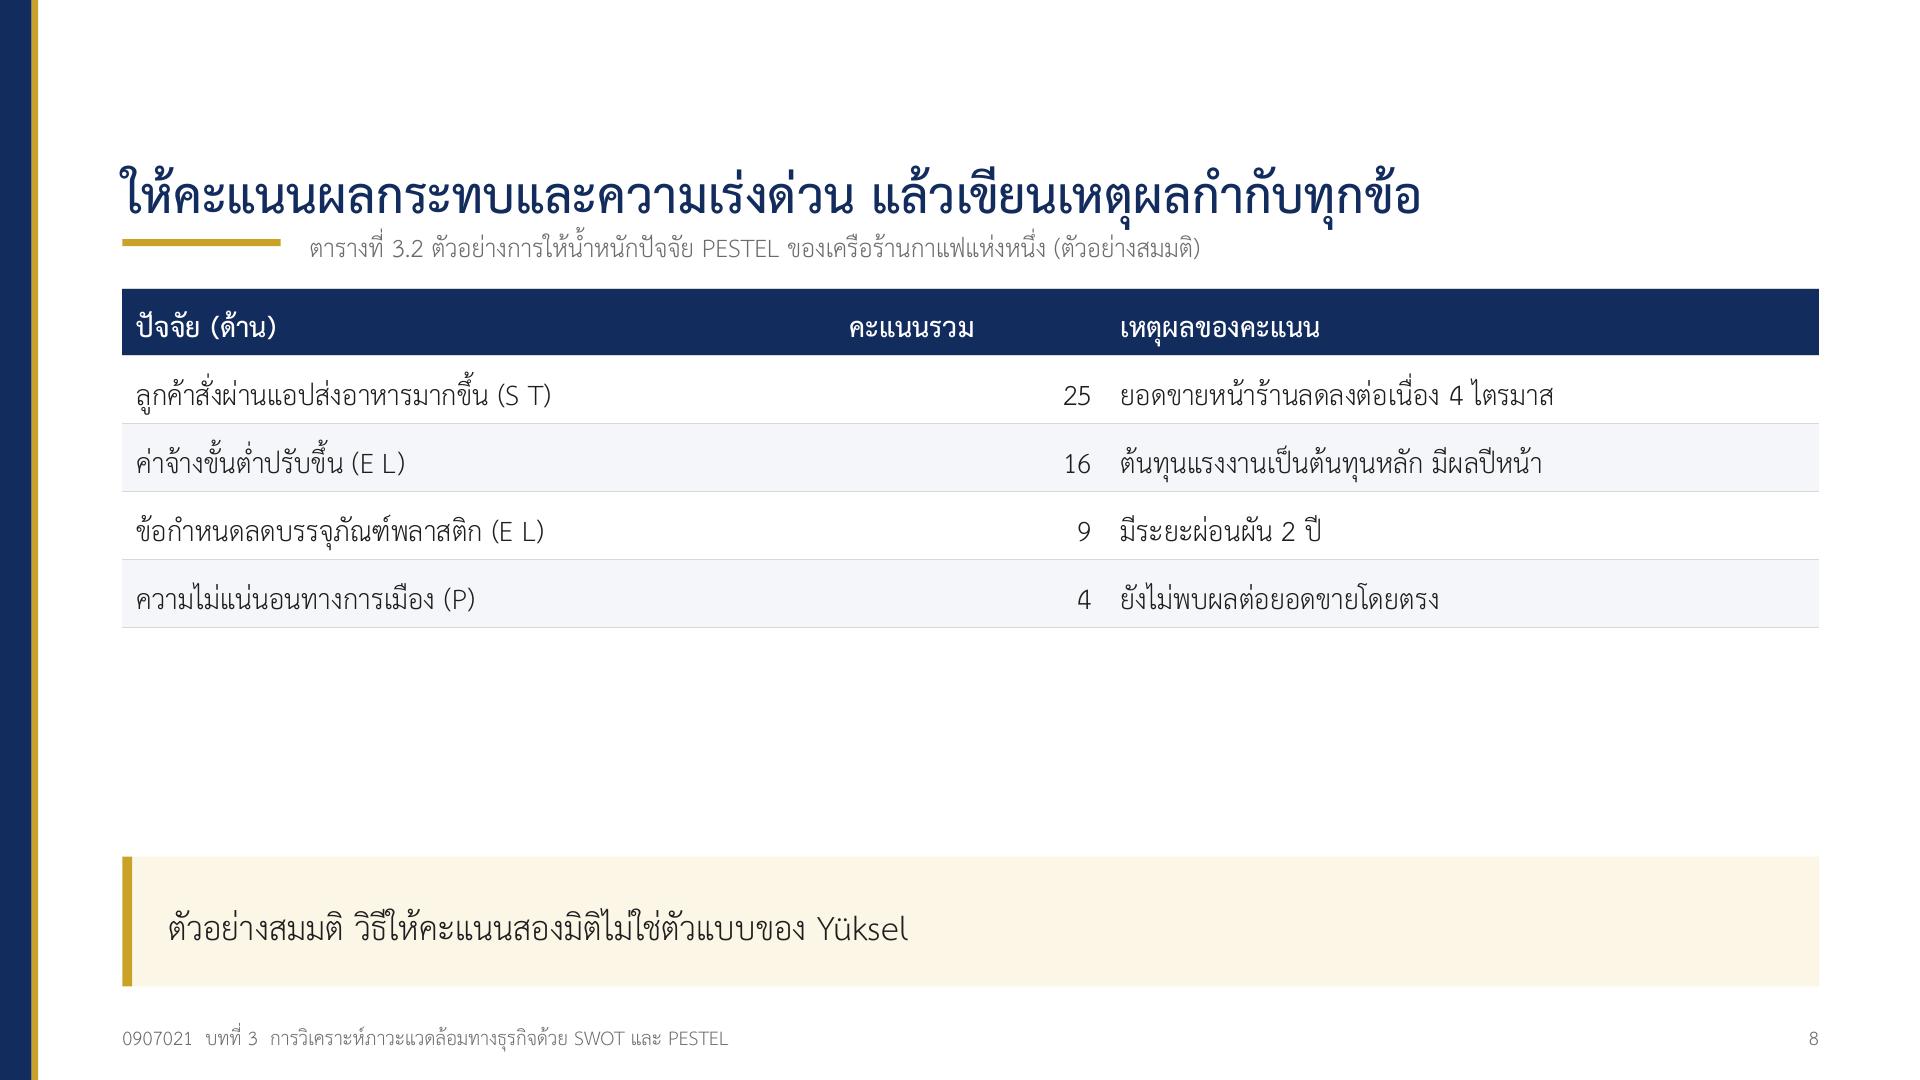 ให้คะแนนผลกระทบและความเร่งด่วน แล้วเขียนเหตุผลกำกับทุกข้อ
ตารางที่ 3.2 ตัวอย่างการให้น้ำหนักปัจจัย PESTEL ของเครือร้านกาแฟแห่งหนึ่ง (ตัวอย่างสมมติ)
ปัจจัย (ด้าน) คะแนนรวม เหตุผลของคะแนน
ลูกค้าสั่งผ่านแอปส่งอาหารมากขึ้น (S T) 25 ยอดขายหน้าร้านลดลงต่อเนื่อง 4 ไตรมาส
ค่าจ้างขั้นต่ำปรับขึ้น (E L) 16 ต้นทุนแรงงานเป็นต้นทุนหลัก มีผลปีหน้า
ข้อกำหนดลดบรรจุภัณฑ์พลาสติก (E L) 9 มีระยะผ่อนผัน 2 ปี
ความไม่แน่นอนทางการเมือง (P) 4 ยังไม่พบผลต่อยอดขายโดยตรง
ตัวอย่างสมมติ วิธีให้คะแนนสองมิติไม่ใช่ตัวแบบของ Yüksel
0907021 บทที่ 3 การวิเคราะห์ภาวะแวดล้อมทางธุรกิจด้วย SWOT และ PESTEL 8